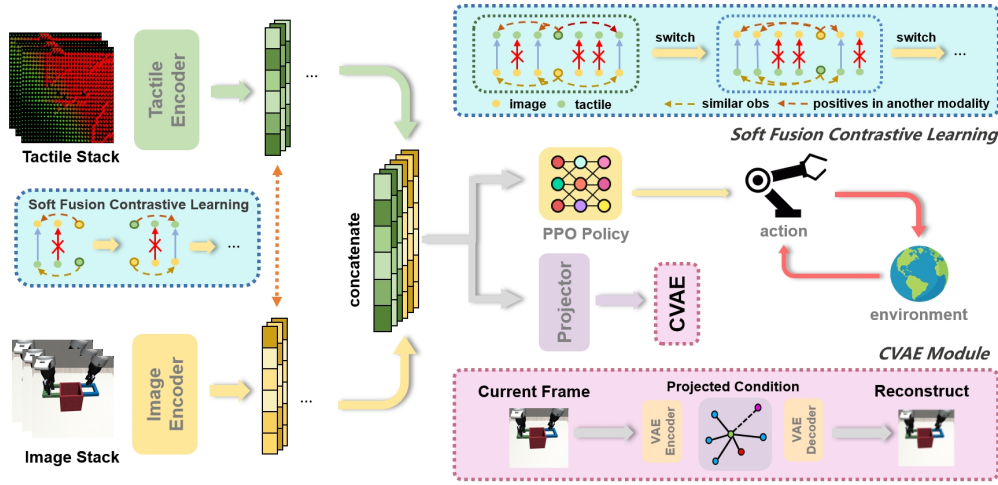 Tactile Stack
Tactile
Encoder
...
Soft Fusion Contrastive Learning
...
Image Stack
Image
Encoder
...
concatenate
switch
switch
...
image
tactile
similar obs
positives in another modality
Soft Fusion Contrastive Learning
PPO Policy
action
environment
Projector
CVAE
CVAE Module
Current Frame
Projected Condition
Reconstruct
VAE
Encoder
VAE
Decoder